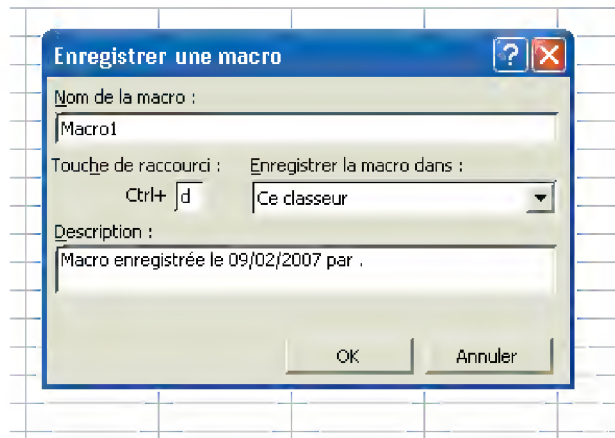 Enregistrer une macro
Nom de la macro :
Macro1
Touche de raccourci : Enregistrer la macro dans :
Ctrl+ d Ce classeur
Description :
Macro enregistrée le 09/02/2007 par .
OK Annuler